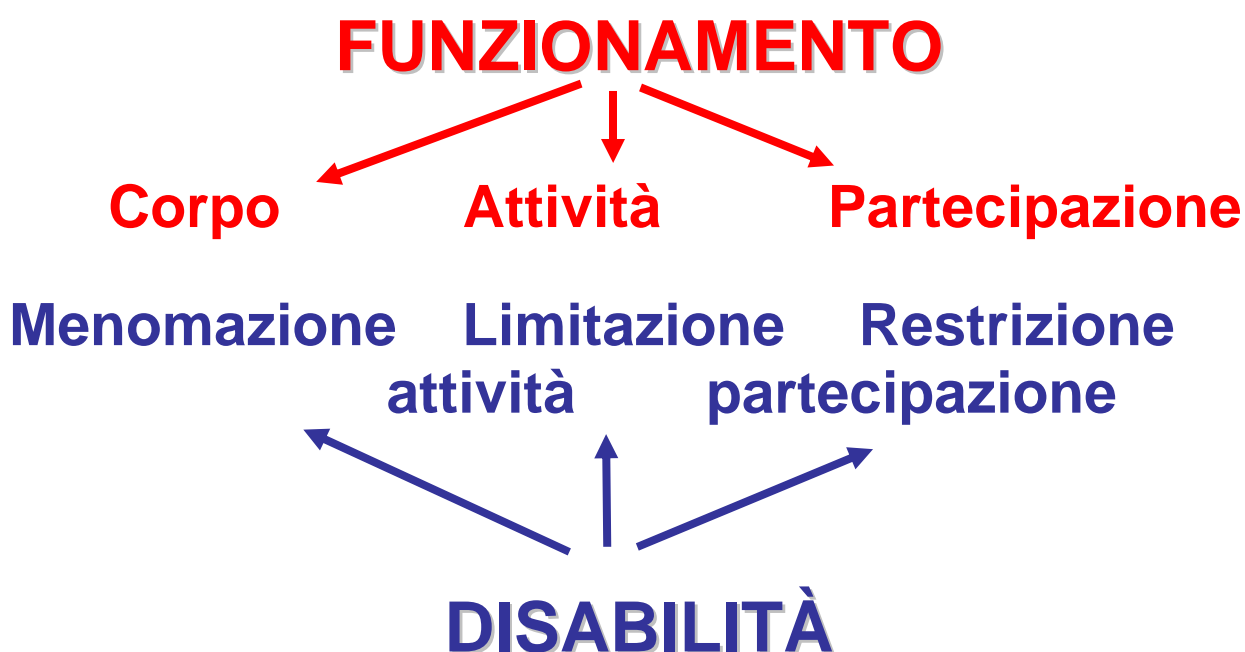 FUNZIONAMENTO
Corpo Attività Partecipazione
Menomazione Limitazione Restrizione
attività partecipazione
DISABILITÀ